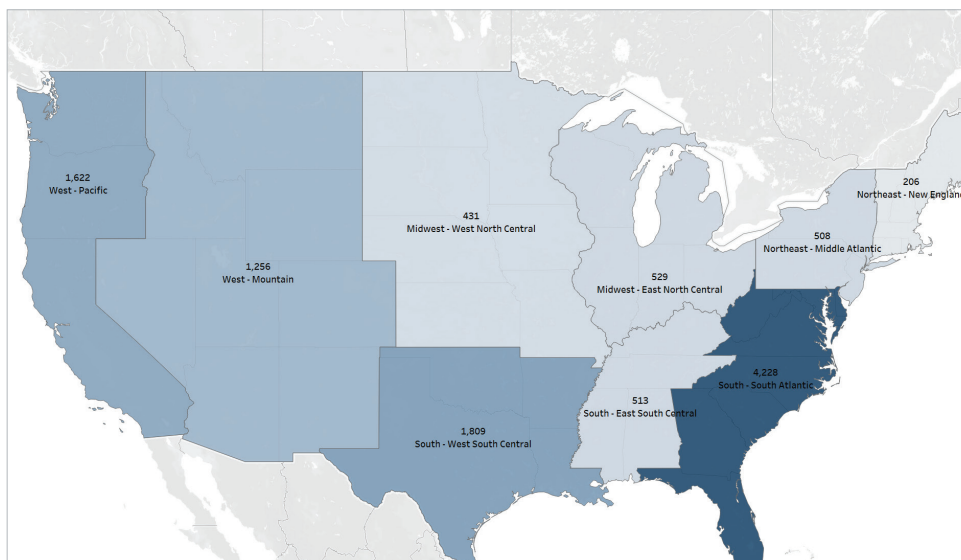 1,622
West - Pacific
1,256
West - Mountain
431
Midwest - West North Central
529
Midwest - East North Central
206
Northeast - New England
508
Northeast - Middle Atlantic
4,228
South - South Atlantic
513
South - East South Central
1,809
South - West South Central